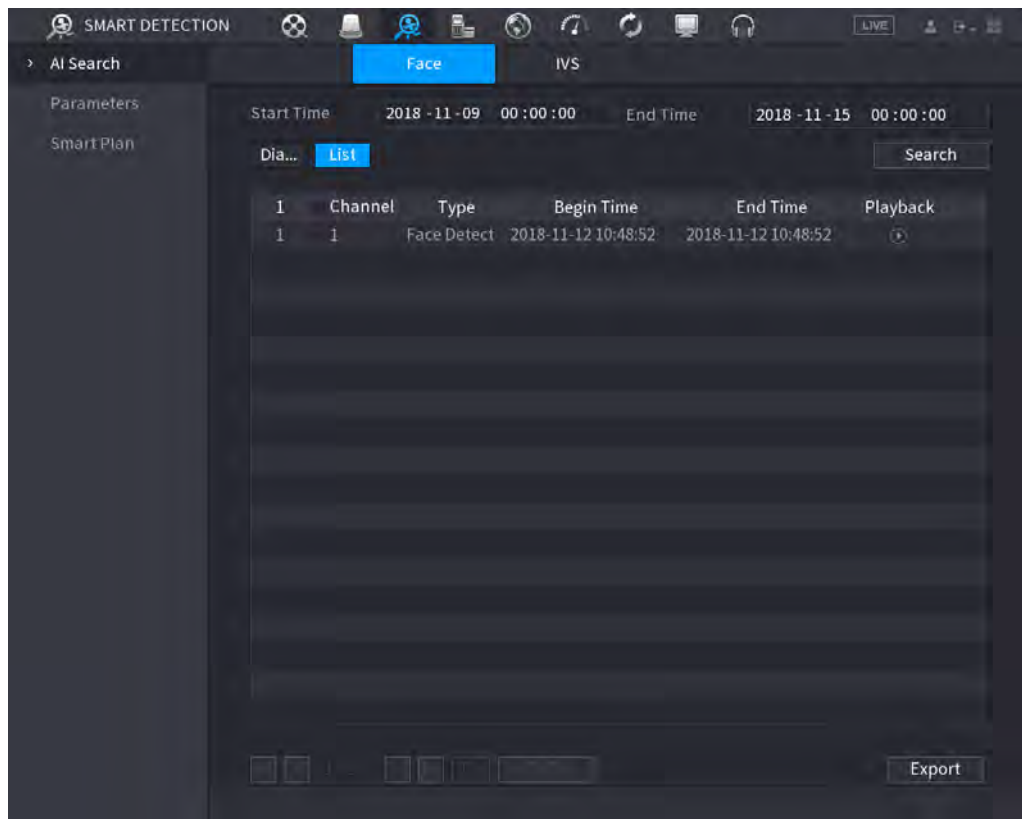 SMART DETECTION LIVE
› AI Search Face IVS
Parameters
Smart Plan
Start Time 2018 -11 -09 00 : 00 : 00 End Time 2018 -11 -15 00 : 00 : 00
Dia... List Search
1 Channel Type Begin Time End Time Playback
1 1 Face Detect 2018-11-12 10:48:52 2018-11-12 10:48:52
Export